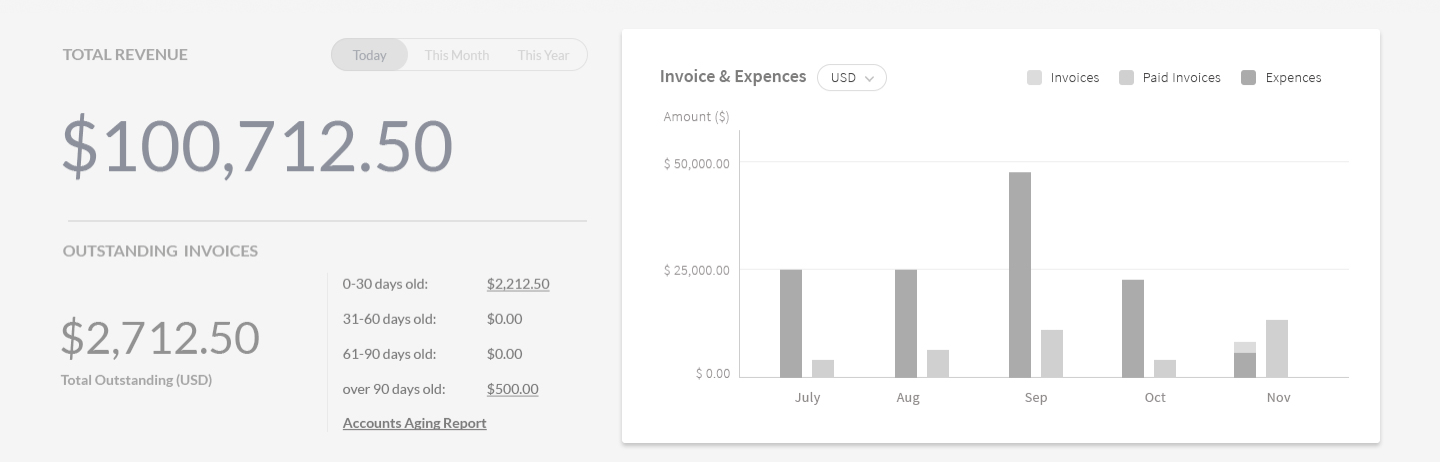 TOTAL REVENUE
Today This Month This Year
$100,712.50
OUTSTANDING INVOICES
$2,712.50
Total Outstanding (USD)
0-30 days old: $2,212.50
31-60 days old: $0.00
61-90 days old: $0.00
over 90 days old: $500.00
Accounts Aging Report
Invoice & Expences USD
Invoices Paid Invoices Expences
Amount ($)
$ 50,000.00
$ 25,000.00
$ 0.00
July Aug Sep Oct Nov